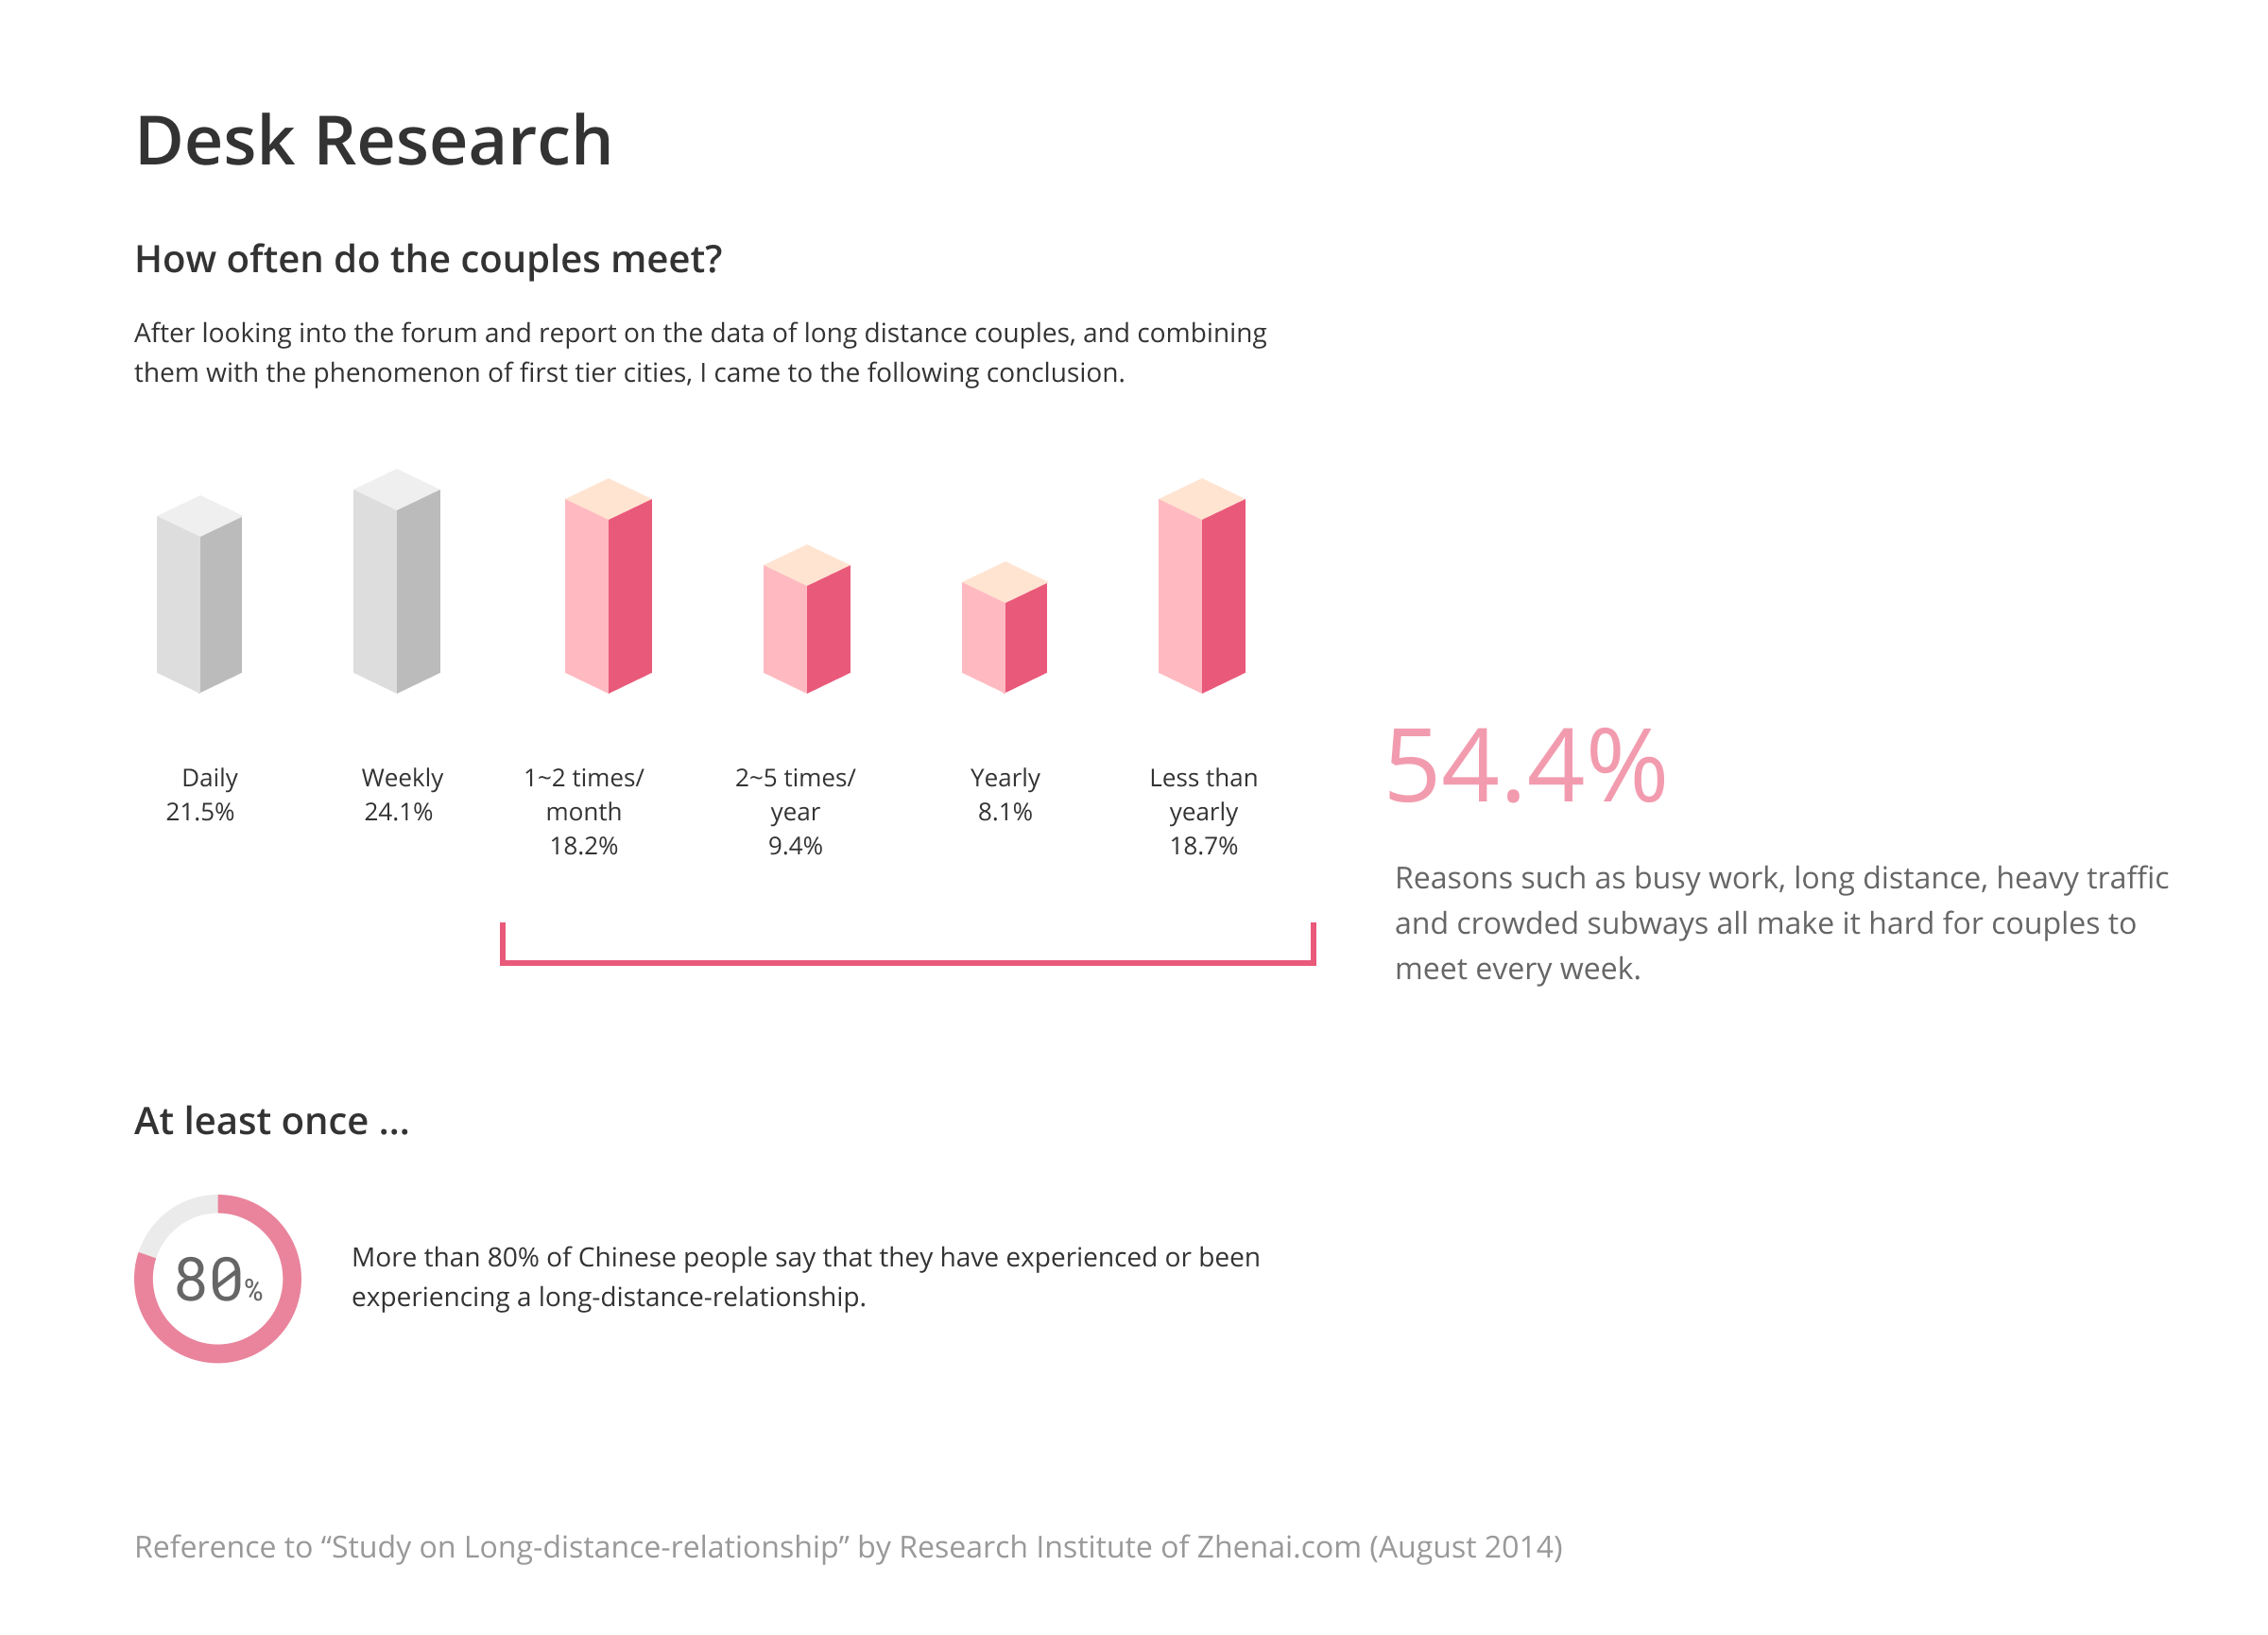 Desk Research
How often do the couples meet?
After looking into the forum and report on the data of long distance couples, and combining
them with the phenomenon of first tier cities, I came to the following conclusion.
Daily
21.5%
Weekly
24.1%
1~2 times/
month
18.2%
2~5 times/
year
9.4%
Yearly
8.1%
Less than
yearly
18.7%
54.4%
Reasons such as busy work, long distance, heavy traffic
and crowded subways all make it hard for couples to
meet every week.
At least once ...
80%
More than 80% of Chinese people say that they have experienced or been
experiencing a long-distance-relationship.
Reference to “Study on Long-distance-relationship” by Research Institute of Zhenai.com (August 2014)